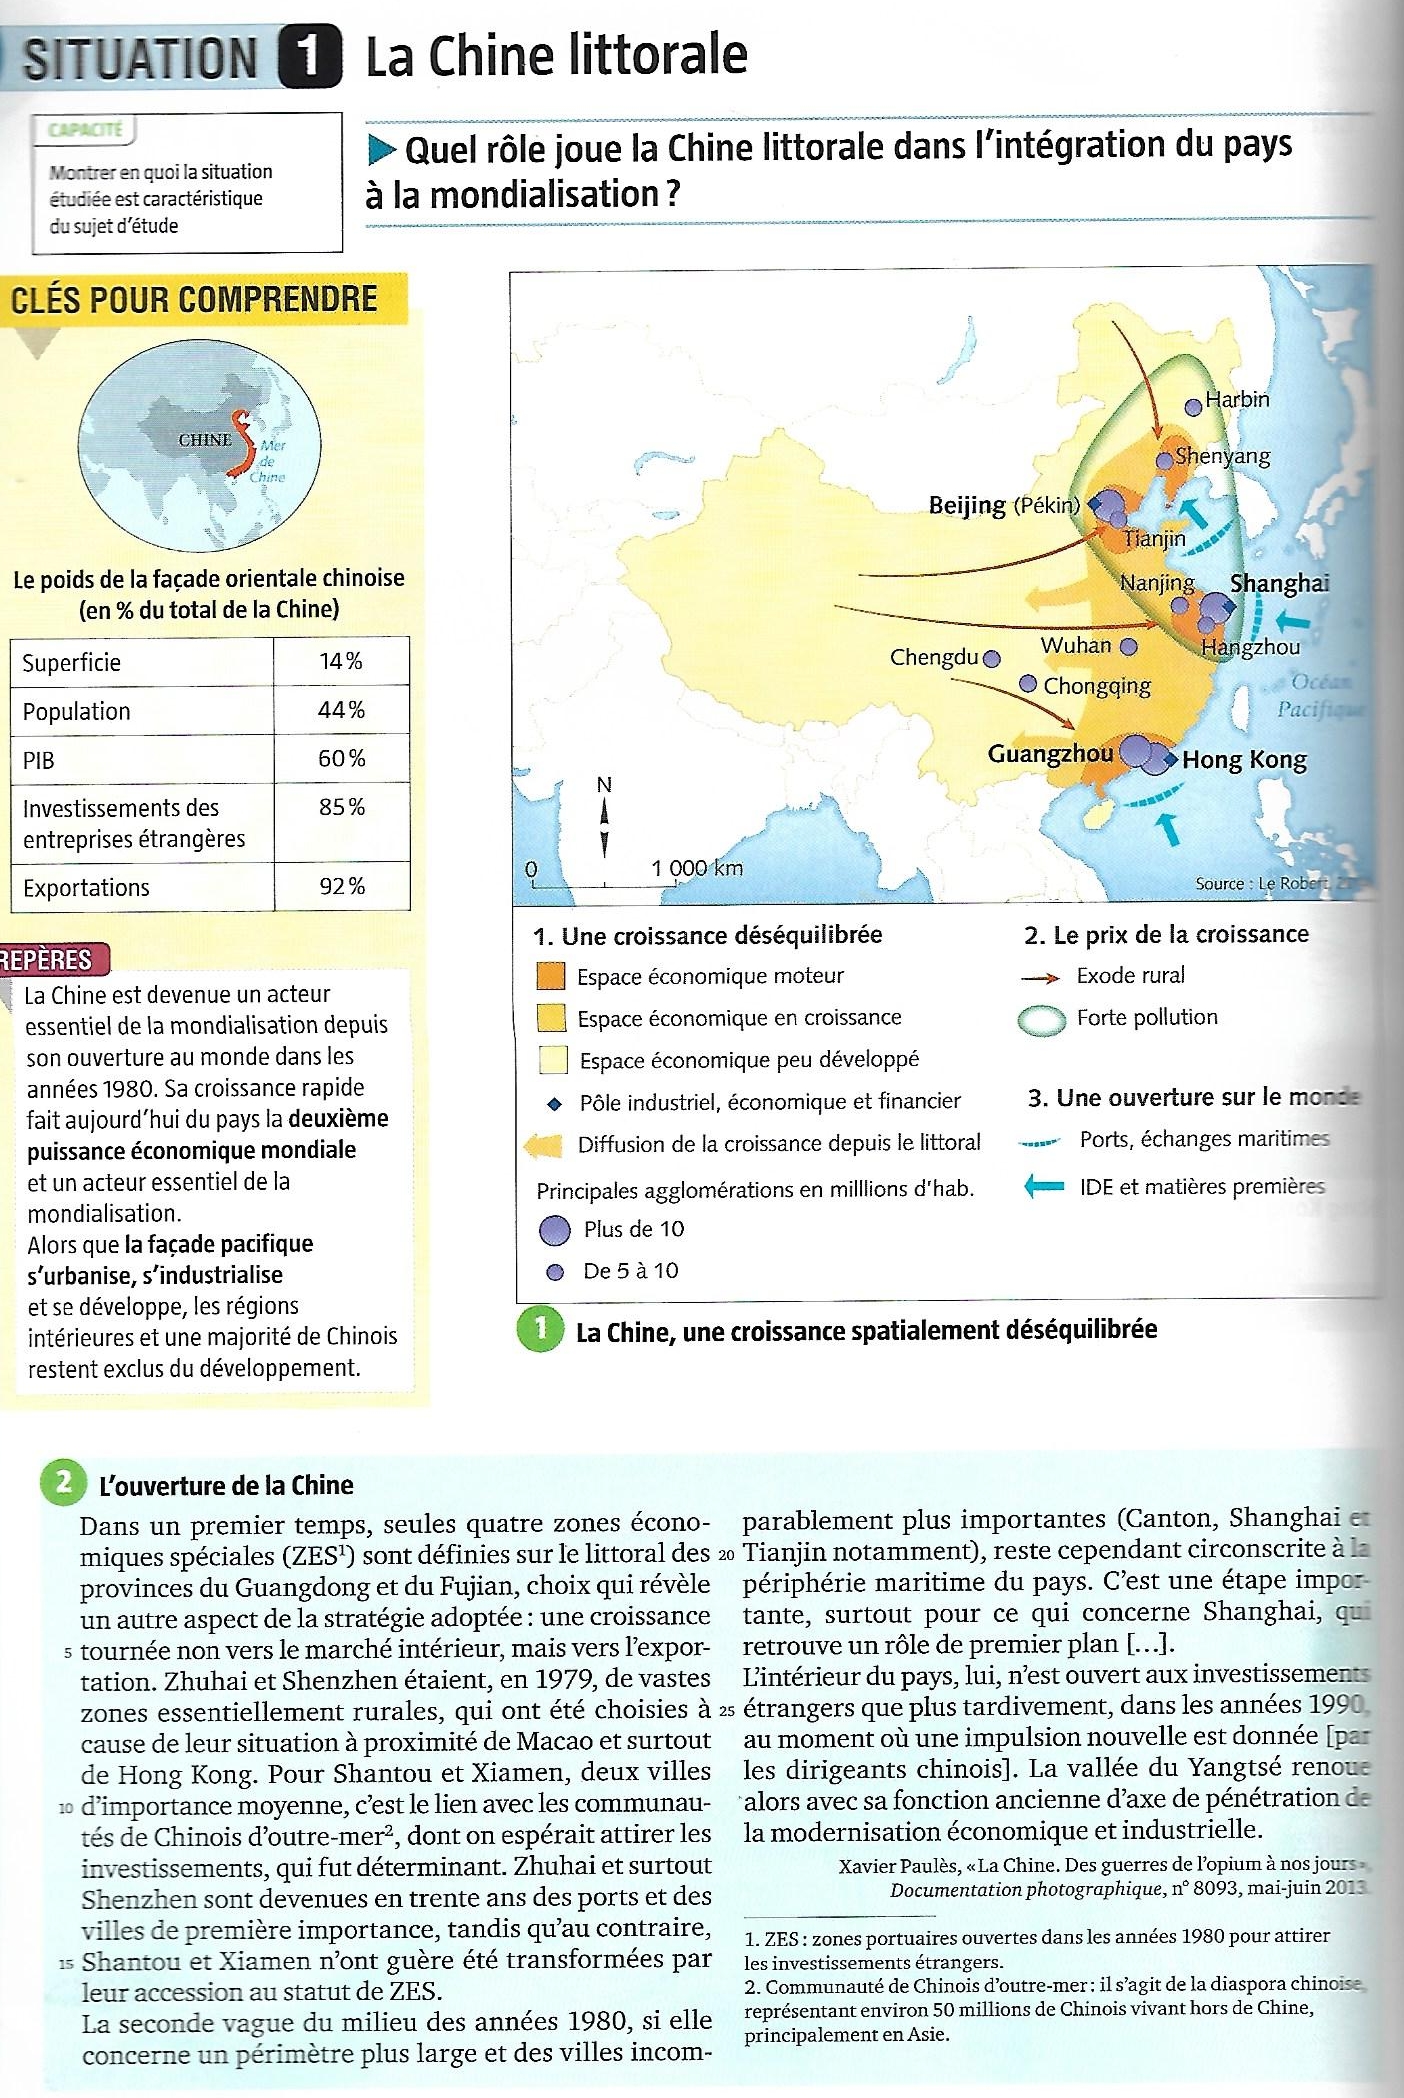 SITUATION 1 La Chine littorale
CAPACITÉ
Montrer en quoi la situation
étudiée est caractéristique
du sujet d'étude
Quel rôle joue la Chine littorale dans l'intégration du pays
à la mondialisation ?
CLÉS POUR COMPRENDRE
CHINE
Mer
de
Chine
Le poids de la façade orientale chinoise
(en % du total de la Chine)
Superficie 14 %
Population 44 %
PIB 60 %
Investissements des
entreprises étrangères 85 %
Exportations 92 %
REPÈRES
La Chine est devenue un acteur
essentiel de la mondialisation depuis
son ouverture au monde dans les
années 1980. Sa croissance rapide
fait aujourd'hui du pays la deuxième
puissance économique mondiale
et un acteur essentiel de la
mondialisation.
Alors que la façade pacifique
s'urbanise, s'industrialise
et se développe, les régions
intérieures et une majorité de Chinois
restent exclus du développement.
Harbin
Shenyang
Beijing (Pékin)
Tianjin
Nanjing
Shanghai
Hangzhou
Wuhan
Chengdu
Chongqing
Océan
Pacifique
Guangzhou
Hong Kong
N
0 1 000 km
Source : Le Robert,
1. Une croissance déséquilibrée
Espace économique moteur
Espace économique en croissance
Espace économique peu développé
Pôle industriel, économique et financier
Diffusion de la croissance depuis le littoral
Principales agglomérations en milllions d'hab.
Plus de 10
De 5 à 10
2. Le prix de la croissance
Exode rural
Forte pollution
3. Une ouverture sur le monde
Ports, échanges maritimes
IDE et matières premières
1 La Chine, une croissance spatialement déséquilibrée
2 L'ouverture de la Chine
Dans un premier temps, seules quatre zones écono-
miques spéciales (ZES¹) sont définies sur le littoral des
provinces du Guangdong et du Fujian, choix qui révèle
un autre aspect de la stratégie adoptée : une croissance
5 tournée non vers le marché intérieur, mais vers l'expor-
tation. Zhuhai et Shenzhen étaient, en 1979, de vastes
zones essentiellement rurales, qui ont été choisies à
cause de leur situation à proximité de Macao et surtout
de Hong Kong. Pour Shantou et Xiamen, deux villes
10 d'importance moyenne, c'est le lien avec les communau-
tés de Chinois d'outre-mer², dont on espérait attirer les
investissements, qui fut déterminant. Zhuhai et surtout
Shenzhen sont devenues en trente ans des ports et des
villes de première importance, tandis qu'au contraire,
15 Shantou et Xiamen n'ont guère été transformées par
leur accession au statut de ZES.
La seconde vague du milieu des années 1980, si elle
concerne un périmètre plus large et des villes incom-
parablement plus importantes (Canton, Shanghai et
20 Tianjin notamment), reste cependant circonscrite à la
périphérie maritime du pays. C'est une étape impor-
tante, surtout pour ce qui concerne Shanghai, qui
retrouve un rôle de premier plan [...].
L'intérieur du pays, lui, n'est ouvert aux investissements
25 étrangers que plus tardivement, dans les années 1990,
au moment où une impulsion nouvelle est donnée [par
les dirigeants chinois]. La vallée du Yangtsé renoue
alors avec sa fonction ancienne d'axe de pénétration de
la modernisation économique et industrielle.
Xavier Paulès, «La Chine. Des guerres de l'opium à nos jours»,
Documentation photographique, n° 8093, mai-juin 2013.
1. ZES : zones portuaires ouvertes dans les années 1980 pour attirer
les investissements étrangers.
2. Communauté de Chinois d'outre-mer : il s'agit de la diaspora chinoise,
représentant environ 50 millions de Chinois vivant hors de Chine,
principalement en Asie.